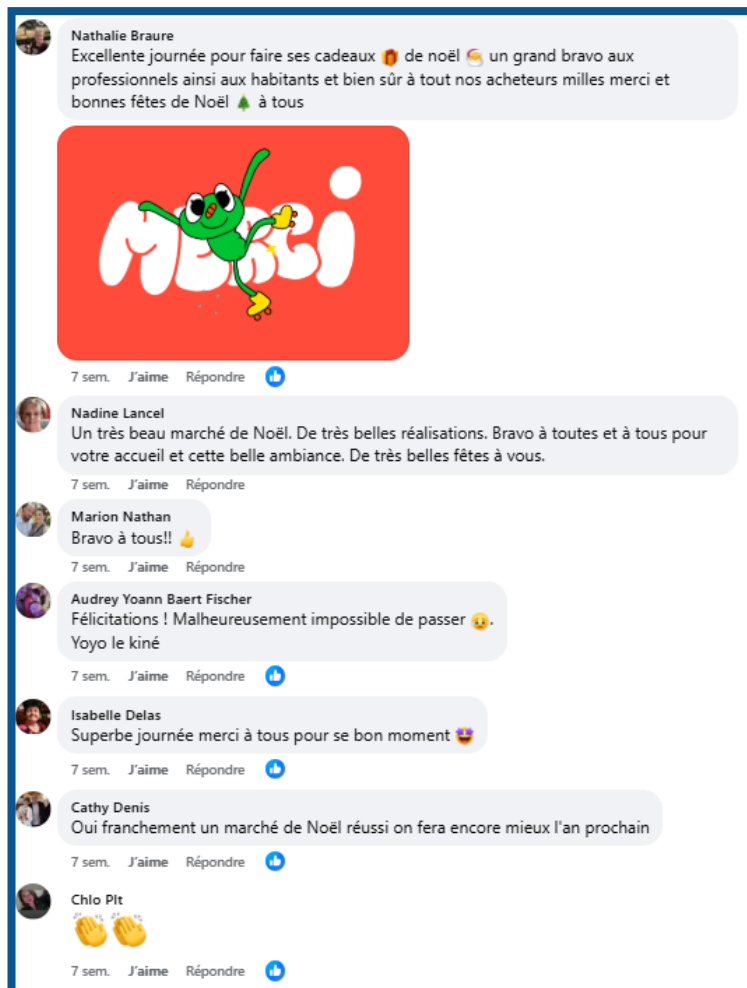 Nathalie Braure
Excellente journée pour faire ses cadeaux 🎁 de noël 🎅 un grand bravo aux
professionnels ainsi aux habitants et bien sûr à tout nos acheteurs milles merci et
bonnes fêtes de Noël 🎄 à tous
MERCi
7 sem. J'aime Répondre
Nadine Lancel
Un très beau marché de Noël. De très belles réalisations. Bravo à toutes et à tous pour
votre accueil et cette belle ambiance. De très belles fêtes à vous.
7 sem. J'aime Répondre
Marion Nathan
Bravo à tous!! 👍
7 sem. J'aime Répondre
Audrey Yoann Baert Fischer
Félicitations ! Malheureusement impossible de passer 😥.
Yoyo le kiné
7 sem. J'aime Répondre
Isabelle Delas
Superbe journée merci à tous pour se bon moment 🤩
7 sem. J'aime Répondre
Cathy Denis
Oui franchement un marché de Noël réussi on fera encore mieux l'an prochain
7 sem. J'aime Répondre
Chlo Plt
👏👏
7 sem. J'aime Répondre